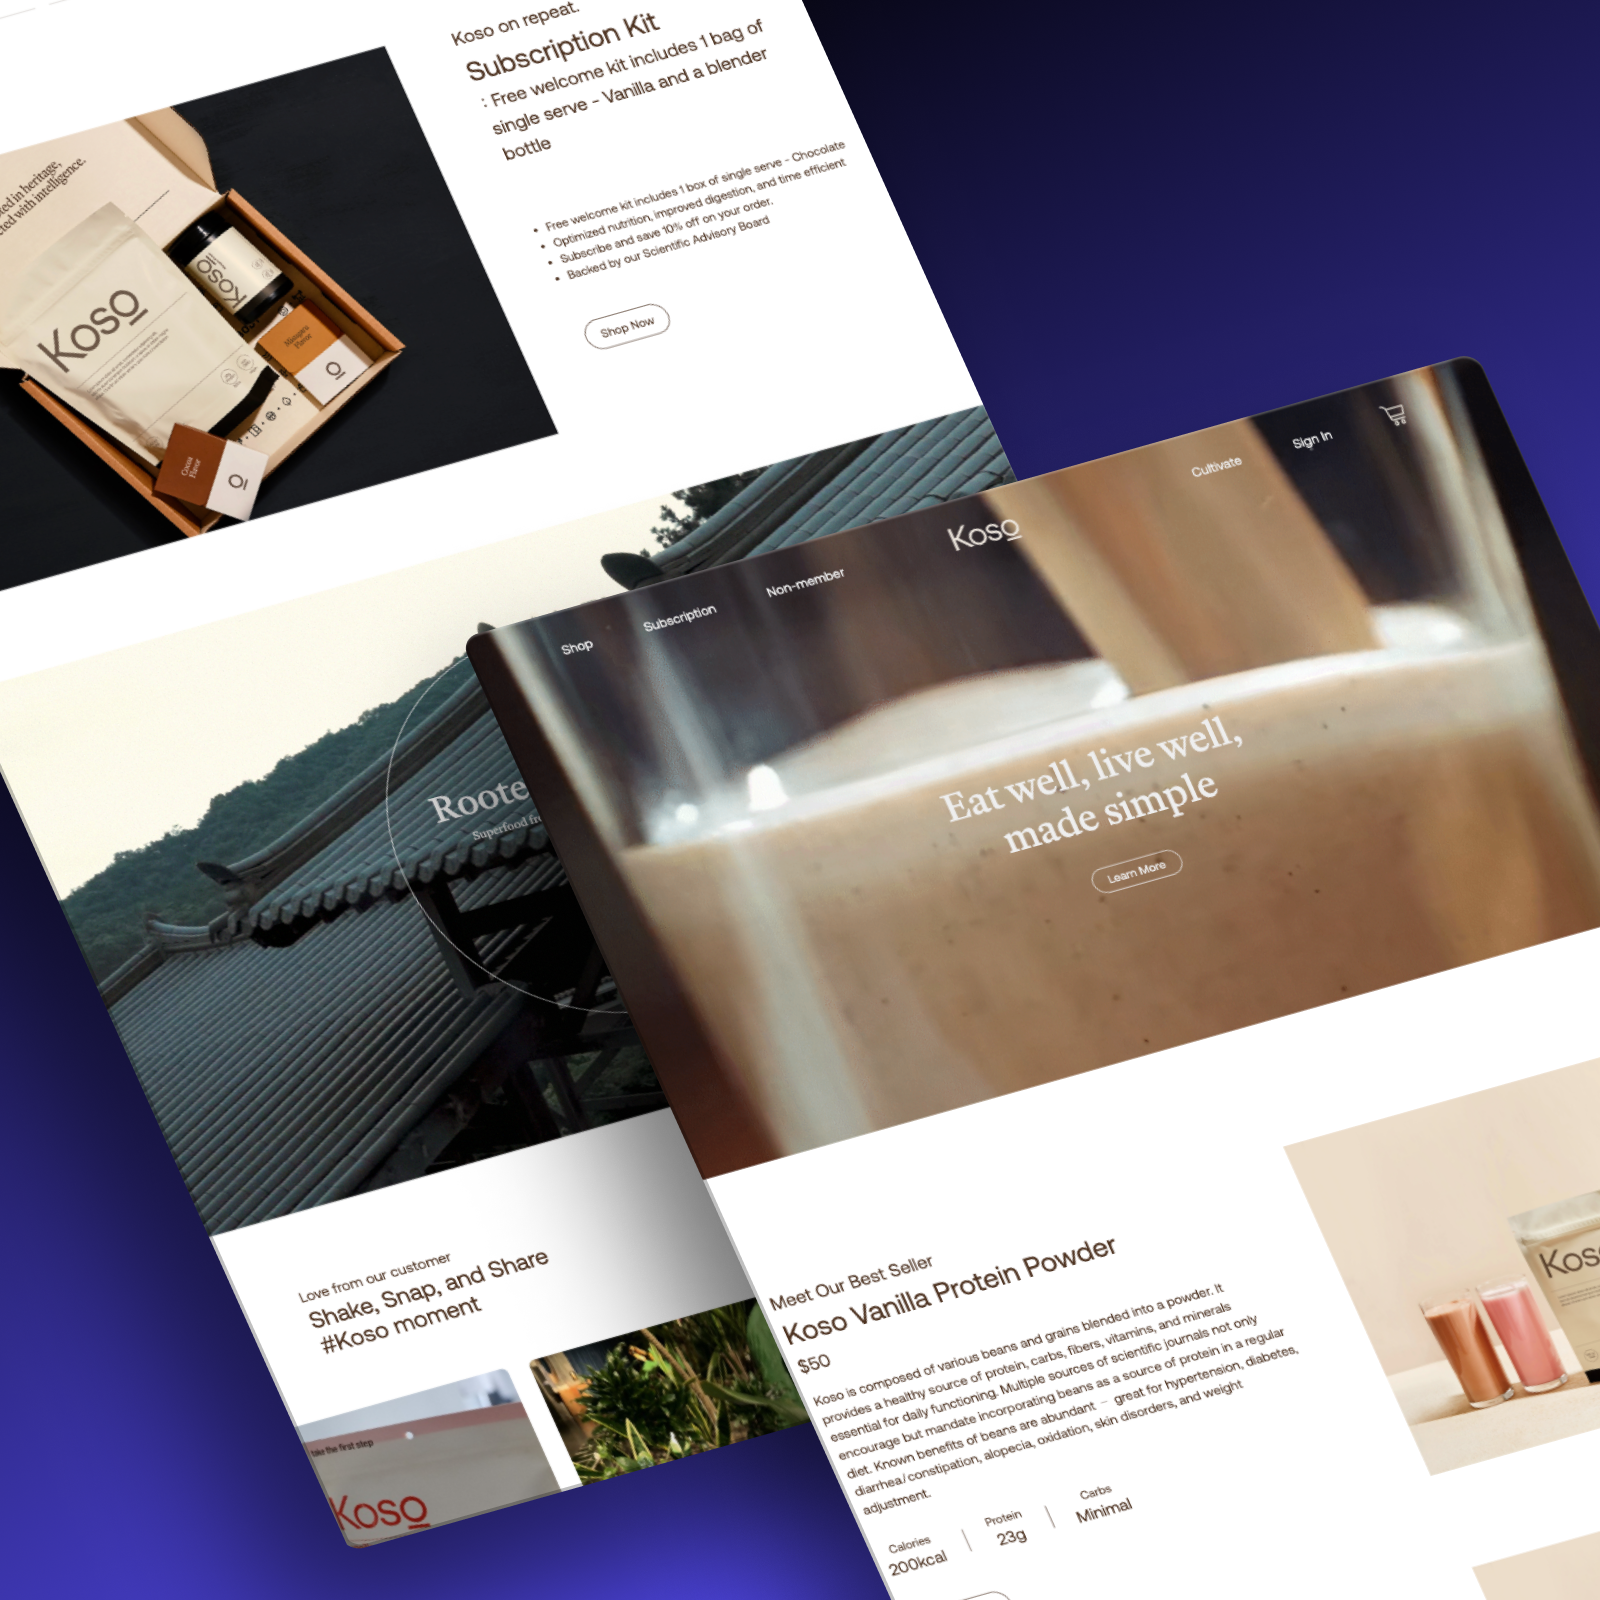 Koso on repeat.
Subscription Kit
: Free welcome kit includes 1 bag of
single serve - Vanilla and a blender
bottle
Free welcome kit includes 1 box of single serve - Chocolate
Optimized nutrition, improved digestion, and time efficient
Subscribe and save 10% off on your order.
Backed by our Scientific Advisory Board
Shop Now
ted in heritage,
cted with intelligence.
Koso
Koso
Misugaru
Flavor
Cocoa
Flavor
Shop
Subscription
Non-member
Koso
Cultivate
Sign In
Eat well, live well,
made simple
Learn More
Roote
Superfood fro
Love from our customer
Shake, Snap, and Share
#Koso moment
take the first step
Koso
Meet Our Best Seller
Koso Vanilla Protein Powder
$50
Koso is composed of various beans and grains blended into a powder. It
provides a healthy source of protein, carbs, fibers, vitamins, and minerals
essential for daily functioning. Multiple sources of scientific journals not only
encourage but mandate incorporating beans as a source of protein in a regular
diet. Known benefits of beans are abundant — great for hypertension, diabetes,
diarrhea/constipation, alopecia, oxidation, skin disorders, and weight
adjustment.
Calories
200kcal
Protein
23g
Carbs
Minimal
Koso